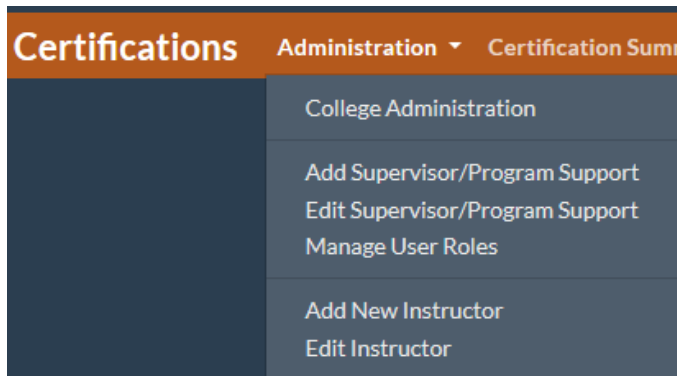 Certifications Administration Certification
College Administration
Add Supervisor/Program Support
Edit Supervisor/Program Support
Manage User Roles
Add New Instructor
Edit Instructor